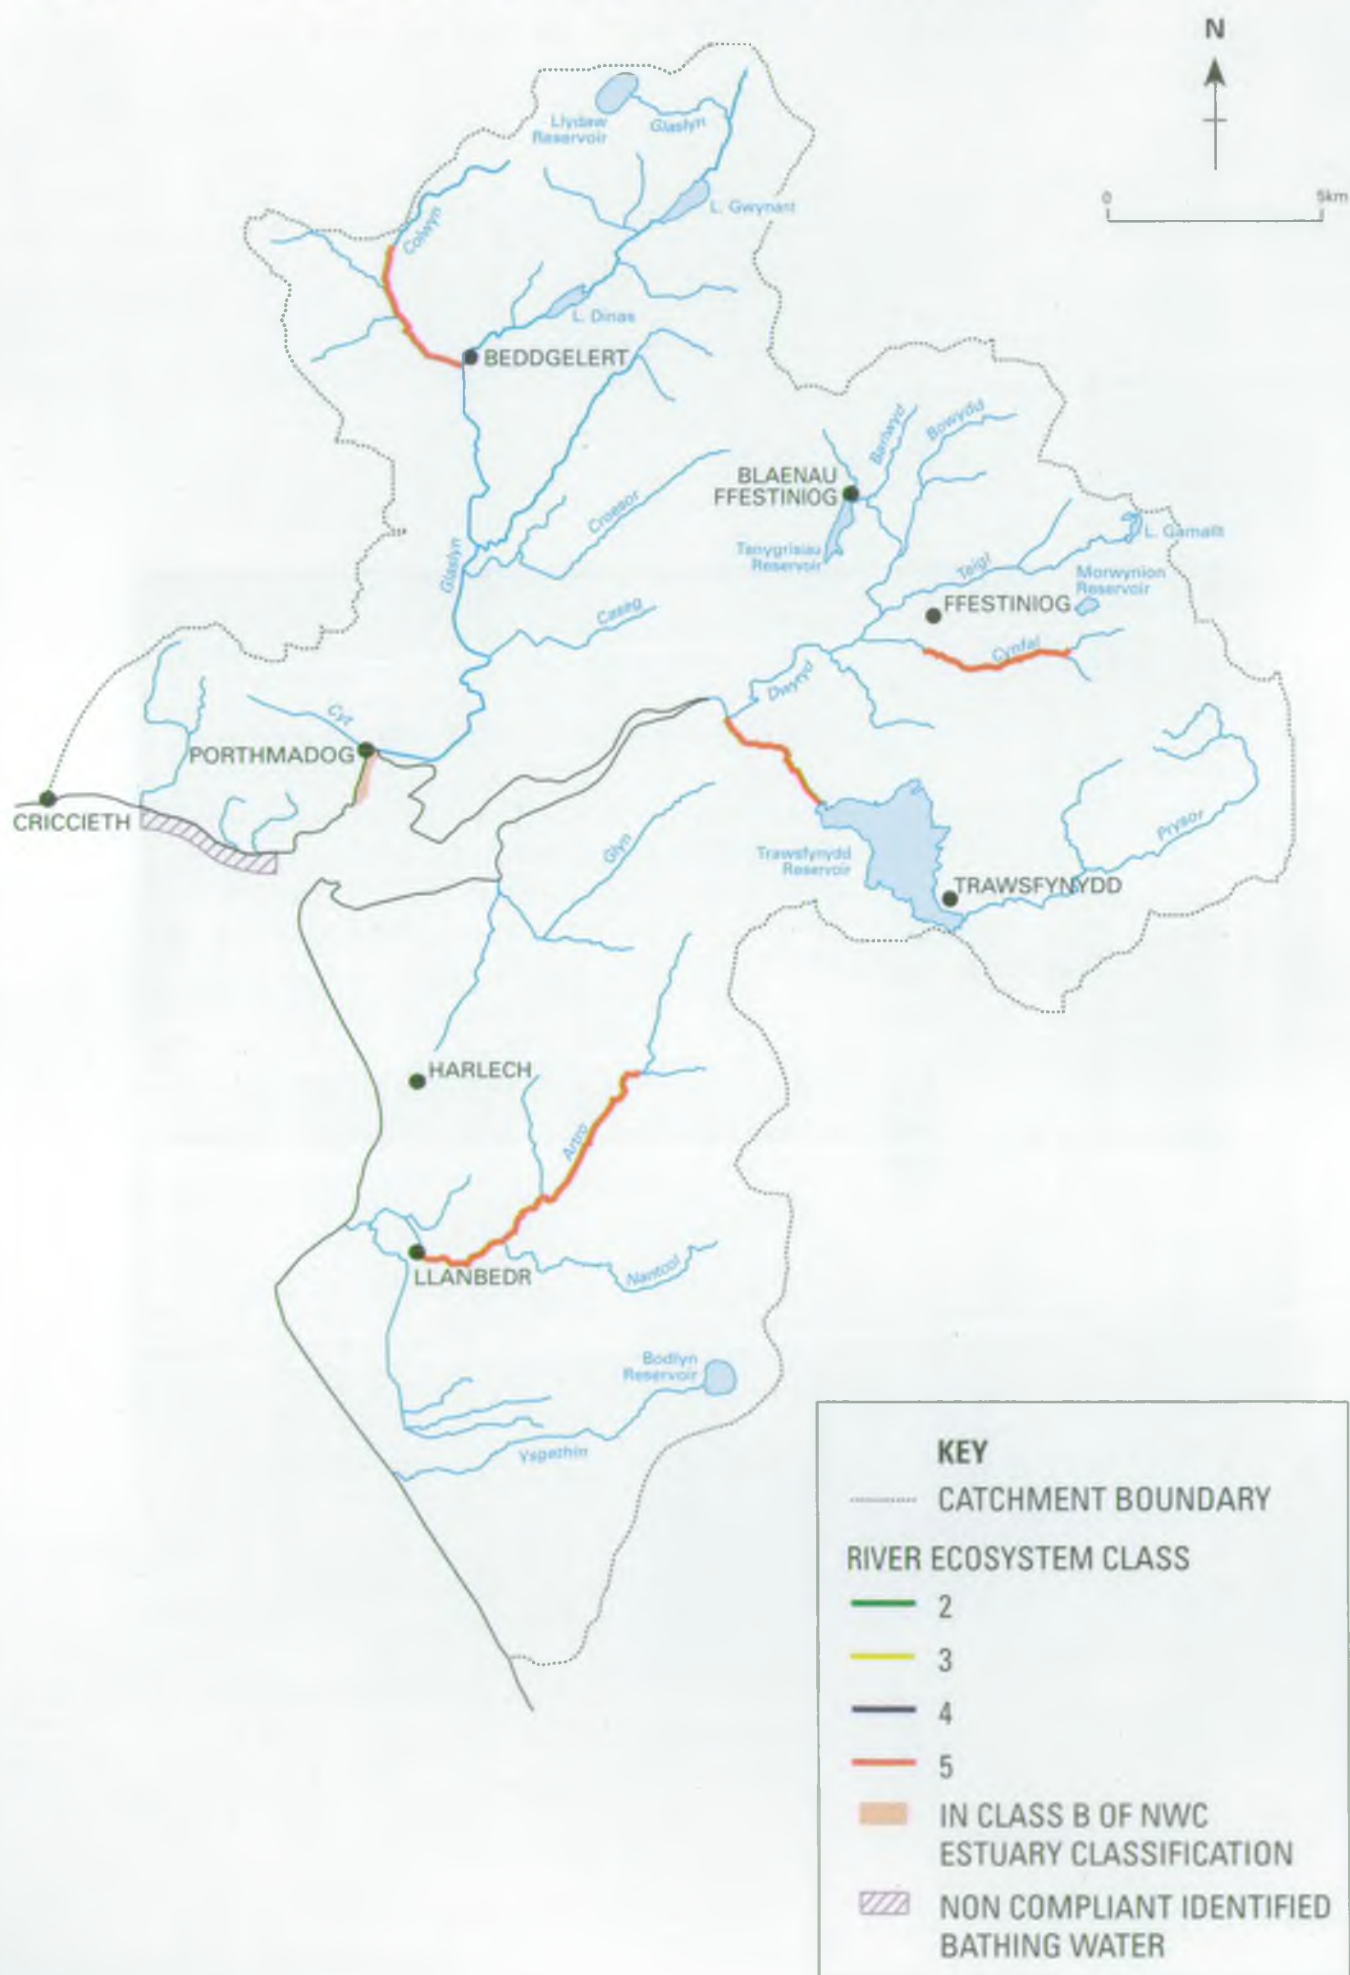 N
0 5km
Llydaw
Reservoir
Glaslyn
L. Gwynant
Colwyn
L. Dinas
BEDDGELERT
Barlwyd
Bowydd
BLAENAU
FFESTINIOG
Croesor
Tanygrisiau
Reservoir
L. Gamallt
Teigl
Morwynion
Reservoir
Glaslyn
FFESTINIOG
Caseg
Cynfal
Dwyryd
Cyt
PORTHMADOG
CRICCIETH
Glyn
Prysor
Trawsfynydd
Reservoir
TRAWSFYNYDD
HARLECH
Artro
LLANBEDR
Nantcol
Bodlyn
Reservoir
Ysgethin
KEY
CATCHMENT BOUNDARY
RIVER ECOSYSTEM CLASS
2
3
4
5
IN CLASS B OF NWC
ESTUARY CLASSIFICATION
NON COMPLIANT IDENTIFIED
BATHING WATER